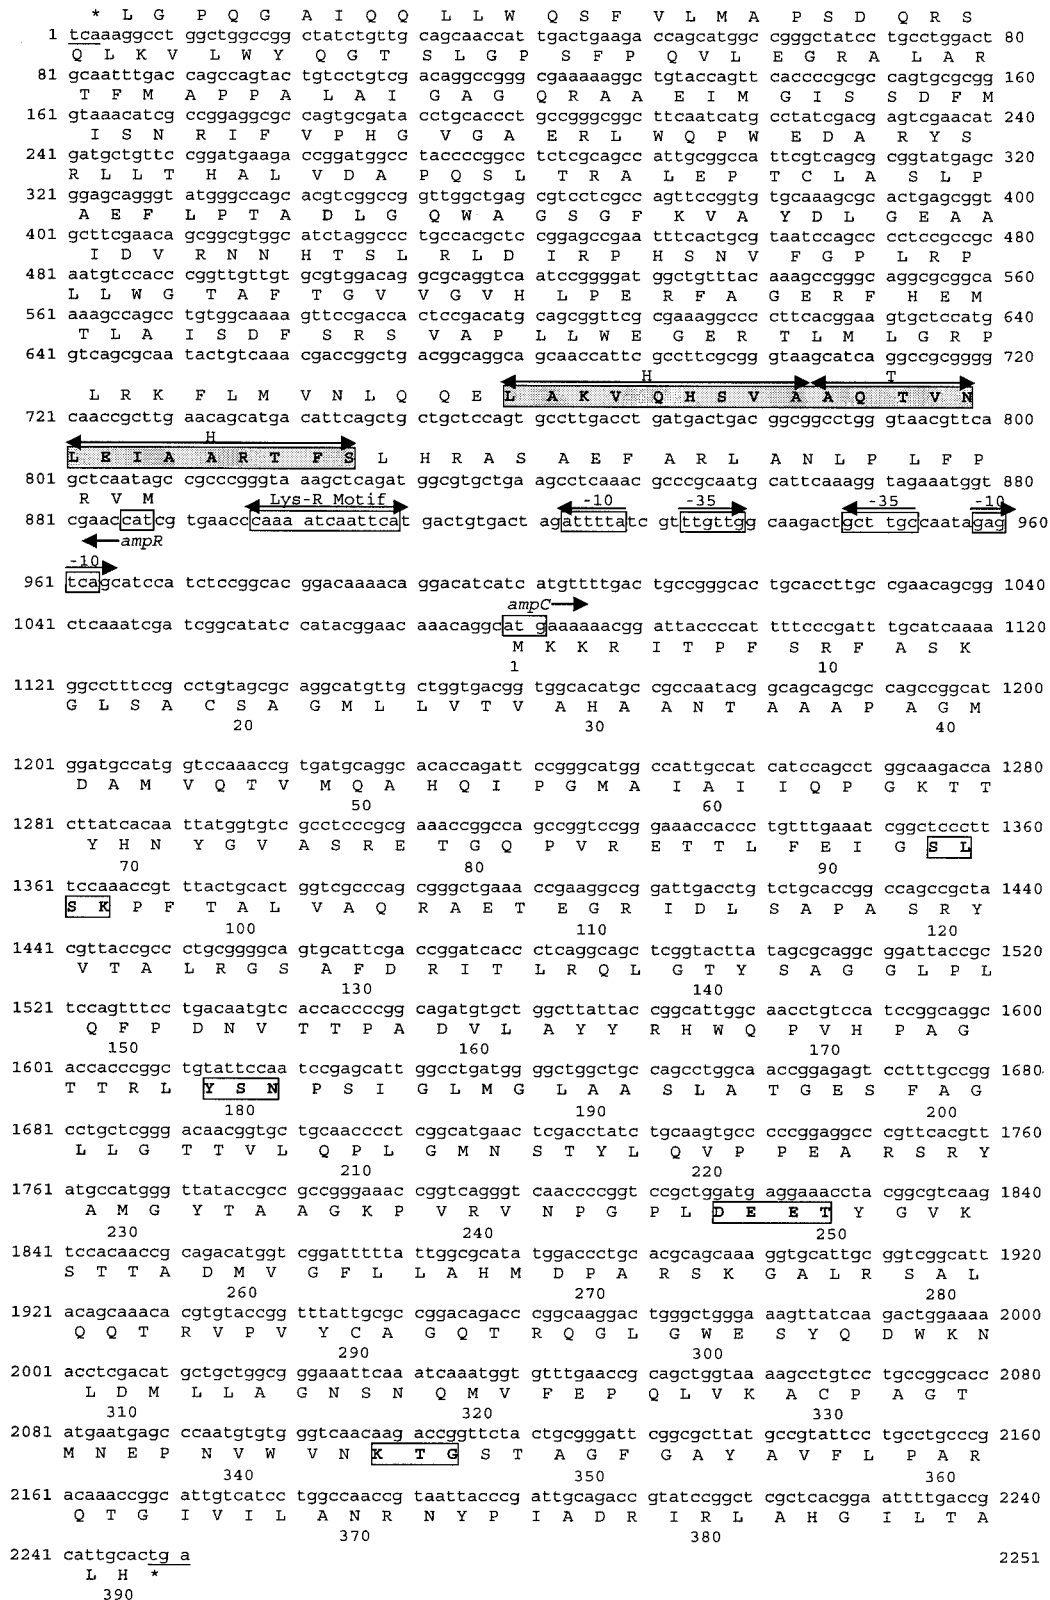 * L G P Q G A I Q Q L L W Q S F V L M A P S D Q R S
1 tcaaaggcct ggctggccgg ctatctgttg cagcaaccat tgactgaaga ccagcatggc cgggctatcc tgcctggact 80
Q L K V L W Y Q G T S L G P S F P Q V L E G R A L A R
81 gcaatttgac cagccagtac tgtcctgtcg acaggccggg cgaaaaaggc tgtaccagtt caccccgcgc cagtgcgcgg 160
T F M A P P A L A I G A G Q R A A E I M G I S S D F M
161 gtaaacatcg ccggaggcgc cagtgcgata cctgcaccct gccgggcggc ttcaatcatg cctatcgacg agtcgaacat 240
I S N R I F V P H G V G A E R L W Q P W E D A R Y S
241 gatgctgttc cggatgaaga ccggatggcc taccccggcc tctcgcagcc attgcggcca ttcgtcagcg cggtatgagc 320
R L L T H A L V D A P Q S L T R A L E P T C L A S L P
321 ggagcagggt atgggccagc acgtcggccg gttggctgag cgtcctcgcc cagttccggt tgcaaagcgc actgagcggt 400
A E F L P T A D L G Q W A G S G F K V A Y D L G E A A
401 gcttcgaaca gcggcgtggc atctaggccc tgccacgctc cggagccgaa tttcactgcg taatccagcc cctccgccgc 480
I D V R N N H T S L R L D I R P H S N V F G P L R P
481 aatgtccacc cggttgttgt gcgtggacag gcgcaggtca atccggggat ggctgtttac aaagccgggc aggcgcggca 560
L L W G T A F T G V V G V H L P E R F A G E R F H E M
561 aaagccagcc tgtggcaaaa gttccgacca ctccgacatg cagcggttcg cgaaaggccc cttcacggaa gtgctccatg 640
T L A I S D F S R S V A P L L W E G E R T L M L G R P
641 gtcagcgcaa tactgtcaaa cgaccggctg acggcaggca gcaaccattc gccttcgcgg gtaagcatca ggccgcgggg 720
H T
L R K F L M V N L Q Q E L A K V Q H S V A A Q T V N
721 caaccgcttg aacagcatga cattcagctg ctgctccagt gccttgacct gatgactgac ggcggcctggg gtaacgttca 800
H
L E I A A R T F S L H R A S A E F A R L A N L P L F P
801 gctcaatagc cgcccgggta aagctcagat ggcgtgctga cgcctcaaac gcccgcaatg cattcaaagg tagaaatggt 880
R V M Lys-R Motif -10 -35 -35 -10
881 cgaaccatcg tgaacccaaa atcaattcat gactgtgact agatttttatcgt ttgttggcaagactgcttgccaatagag 960
ampR
-10
961 tcagcatcca tctccggcac ggacaaaaca ggacatcatc atgttttgac tgccgggcac tgcaccttgc cgaacagcgg 1040
ampC
1041 ctcaaatcga tcggcatatc catacggaac aaacaggcat gaaaaaacgg attaccccat tttcccgatt tgcatcaaaa 1120
M K K R I T P F S R F A S K
1 10
1121 ggcctttccg cctgtagcgc aggcatgttg ctggtgacgg tggcacatgc cgccaatacg gcagcagcgc cagccggcat 1200
G L S A C S A G M L L V T V A H A A N T A A A P A G M
20 30 40
1201 ggatgccatg gtccaaaccg tgatgcaggc acaccagatt ccgggcatgg ccattgccat catccagcct ggcaagacca 1280
D A M V Q T V M Q A H Q I P G M A I A I I Q P G K T T
50 60
1281 cttatcacaa ttatggtgtc gcctcccgcg aaaccggcca gccggtccgg gaaaccaccc tgtttgaaat cggctccctt 1360
Y H N Y G V A S R E T G Q P V R E T T L F E I G S L
70 80 90
1361 tccaaaccgt ttactgcact ggtcgcccag cgggctgaaa ccgaaggccg gattgacctg tctgcaccgg ccagccgcta 1440
S K P F T A L V A Q R A E T E G R I D L S A P A S R Y
100 110 120
1441 cgttaccgcc ctgcggggca gtgcattcga ccggatcacc ctcaggcagc tcggtactta tagcgcaggc ggattaccgc 1520
V T A L R G S A F D R I T L R Q L G T Y S A G G L P L
130 140
1521 tccagtttcc tgacaatgtc accaccccgg cagatgtgct ggcttattac cggcattggc aacctgtcca tccggcaggc 1600
Q F P D N V T T P A D V L A Y Y R H W Q P V H P A G
150 160 170
1601 accacccggc tgtattccaa tccgagcatt ggcctgatgg ggctggctgc cagcctggca accggagagt cctttgccgg 1680
T T R L Y S N P S I G L M G L A A S L A T G E S F A G
180 190 200
1681 cctgctcggg acaacggtgc tgcaacccct cggcatgaac tcgacctatc tgcaagtgcc cccggaggcc cgttcacgtt 1760
L L G T T V L Q P L G M N S T Y L Q V P P E A R S R Y
210 220
1761 atgccatggg ttataccgcc gccgggaaac cggtcagggt caaccccggt ccgctggatg aggaaaccta cggcgtcaag 1840
A M G Y T A A G K P V R V N P G P L D E E T Y G V K
230 240 250
1841 tccacaaccg cagacatggt cggattttta ttggcgcata tggaccctgc acgcagcaaa ggtgcattgc ggtcggcatt 1920
S T T A D M V G F L L A H M D P A R S K G A L R S A L
260 270 280
1921 acagcaaaca cgtgtaccgg tttattgcgc cggacagacc cggcaaggac tgggctggga aagttatcaa gactggaaaa 2000
Q Q T R V P V Y C A G Q T R Q G L G W E S Y Q D W K N
290 300
2001 acctcgacat gctgctggcg ggaaattcaa atcaaatggt gtttgaaccg cagctggtaa aagcctgtcc tgccggcacc 2080
L D M L L A G N S N Q M V F E P Q L V K A C P A G T
310 320 330
2081 atgaatgagc ccaatgtgtg ggtcaacaag accggttcta ctgcgggatt cggcgcttat gccgtattcc tgcctgcccg 2160
M N E P N V W V N K T G S T A G F G A Y A V F L P A R
340 350 360
2161 acaaaccggc attgtcatcc tggccaaccg taattacccg attgcagacc gtatccggct cgctcacgga attttgaccg 2240
Q T G I V I L A N R N Y P I A D R I R L A H G I L T A
370 380
2241 cattgcactg a 2251
L H *
390